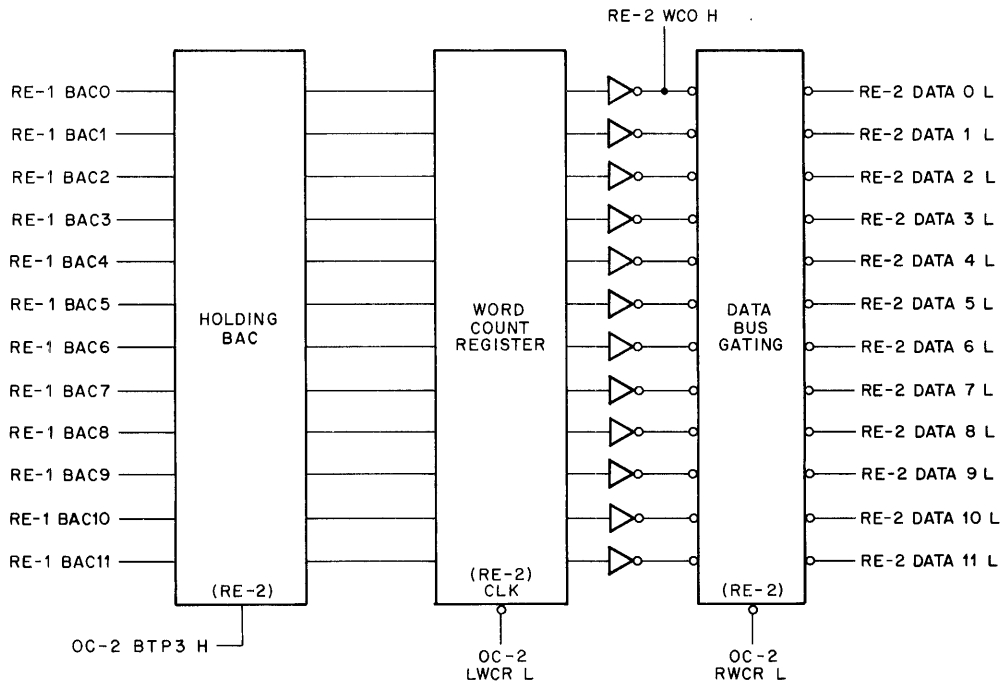 RE-2 WCO H
RE-1 BAC0
RE-1 BAC1
RE-1 BAC2
RE-1 BAC3
RE-1 BAC4
RE-1 BAC5
RE-1 BAC6
RE-1 BAC7
RE-1 BAC8
RE-1 BAC9
RE-1 BAC10
RE-1 BAC11
HOLDING
BAC
(RE-2)
OC-2 BTP3 H
WORD
COUNT
REGISTER
(RE-2)
CLK
OC-2
LWCR L
DATA
BUS
GATING
(RE-2)
OC-2
RWCR L
RE-2 DATA 0 L
RE-2 DATA 1 L
RE-2 DATA 2 L
RE-2 DATA 3 L
RE-2 DATA 4 L
RE-2 DATA 5 L
RE-2 DATA 6 L
RE-2 DATA 7 L
RE-2 DATA 8 L
RE-2 DATA 9 L
RE-2 DATA 10 L
RE-2 DATA 11 L